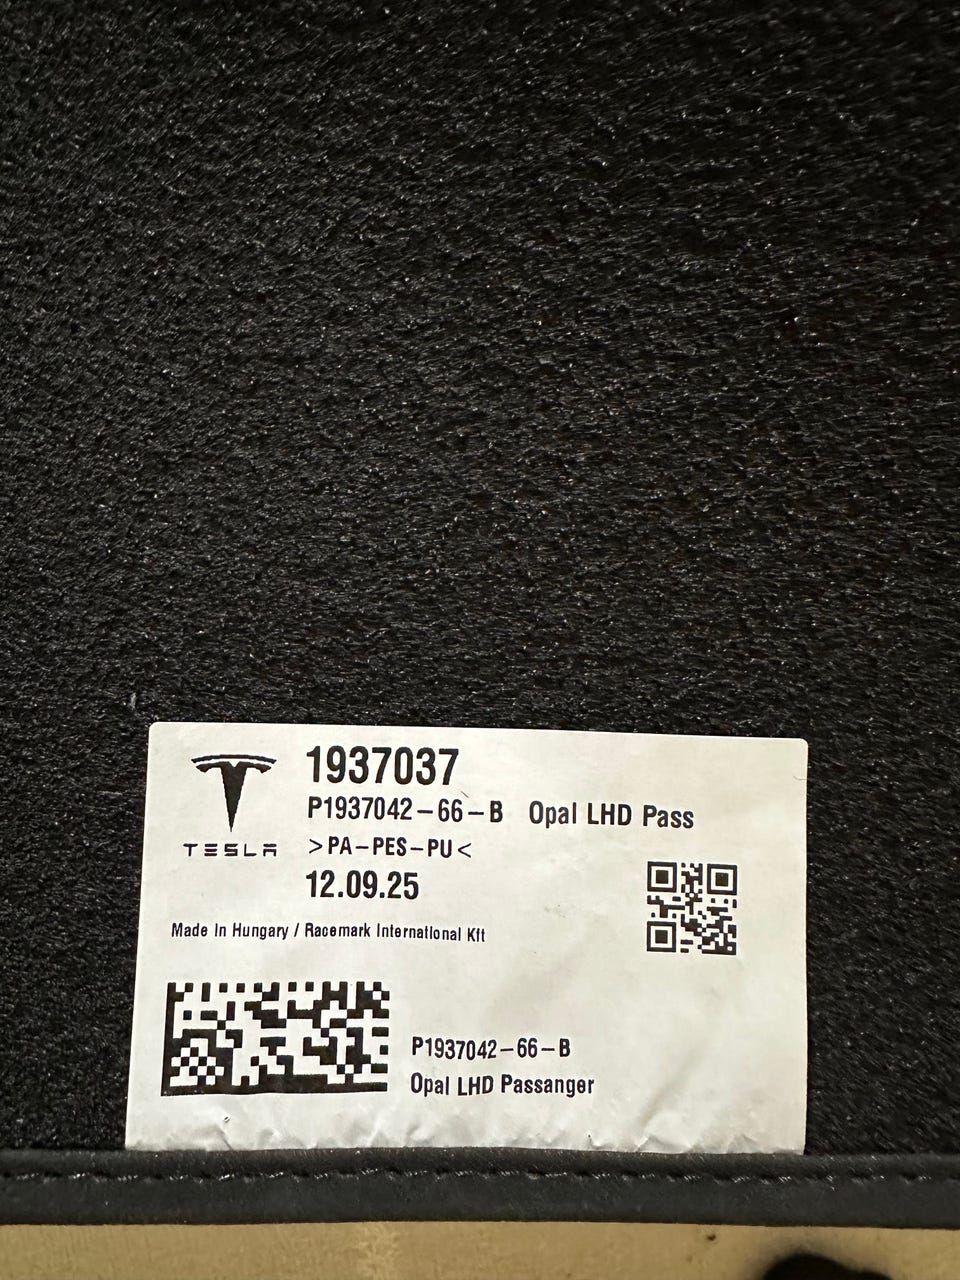 1937037
P1937042-66-B Opal LHD Pass
TESLA >PA-PES-PU<
12.09.25
Made In Hungary / Racemark International Kft
P1937042-66-B
Opal LHD Passanger